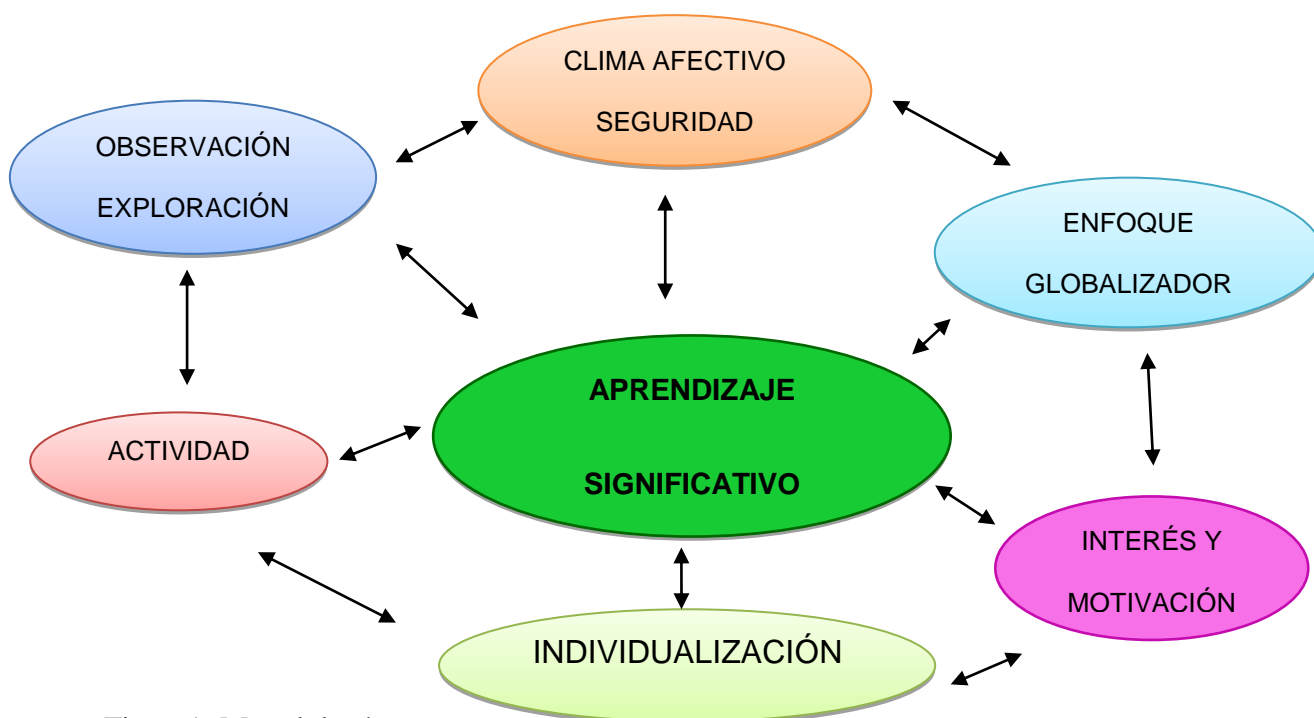 CLIMA AFECTIVO
SEGURIDAD
OBSERVACIÓN
EXPLORACIÓN
ENFOQUE
GLOBALIZADOR
APRENDIZAJE
SIGNIFICATIVO
ACTIVIDAD
INTERÉS Y
MOTIVACIÓN
INDIVIDUALIZACIÓN